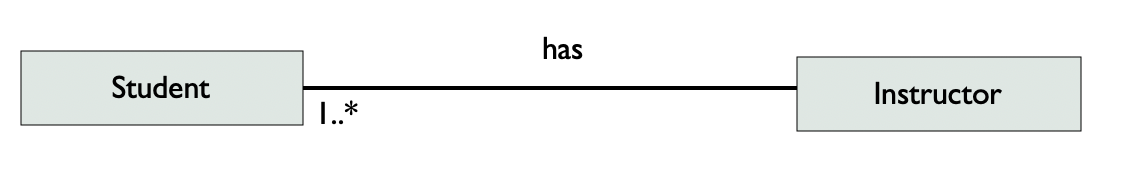 has
Student
Instructor
1..*